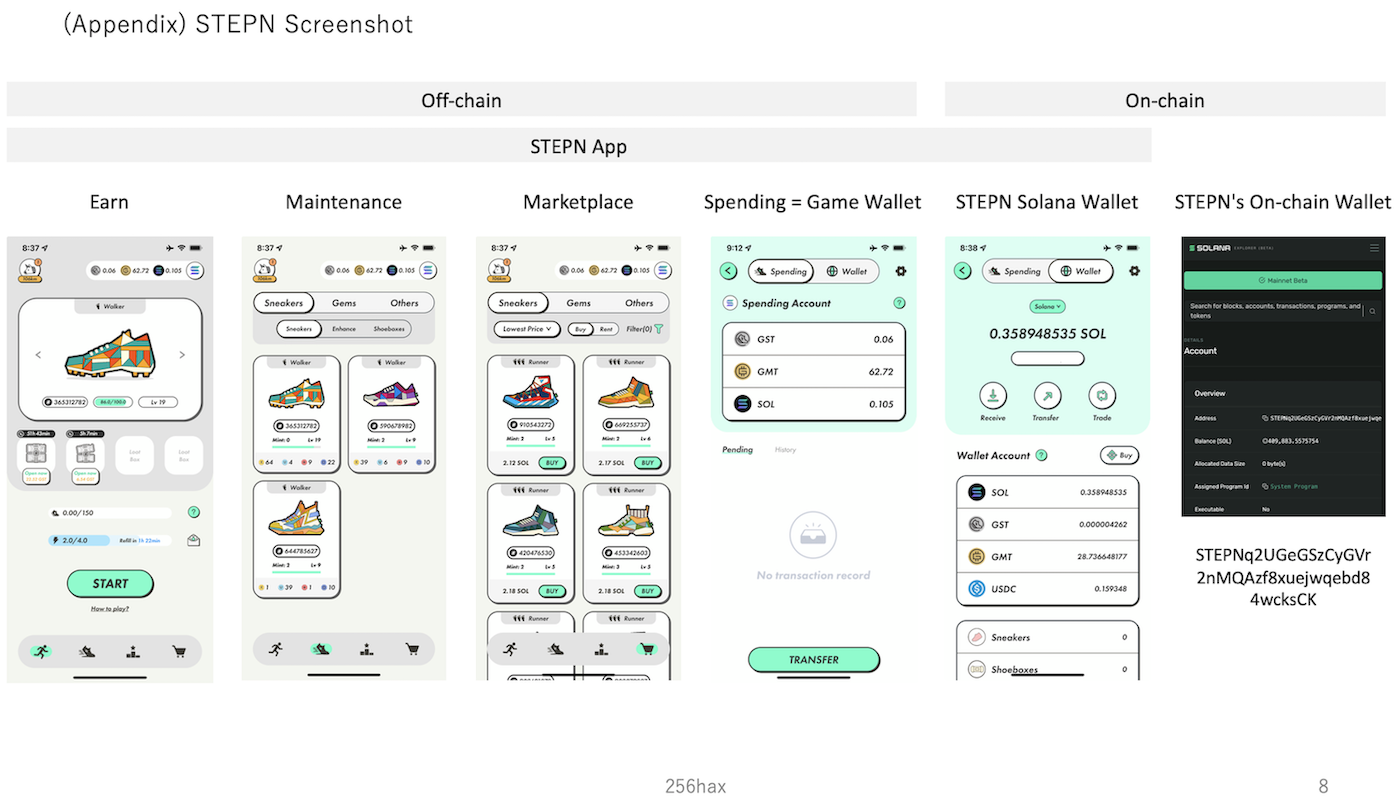 (Appendix) STEPN Screenshot
Off-chain
On-chain
STEPN App
Earn
Maintenance
Marketplace
Spending = Game Wallet
STEPN Solana Wallet
STEPN's On-chain Wallet
8:37
0.06 62.72 0.105
Walker
365312782 86.0/100.0 Lv 19
51h 43min 5h 7min
Open now Open now Loot Box Loot Box
0.00/150
2.0/4.0 Refill in 1h 22min
START
How to play?
8:37
0.06 62.72 0.105
Sneakers Gems Others
Sneakers Enhance Shoeboxes
Walker Walker
365312782 590678982
Mint: 0 Lv 19 Mint: 2 Lv 9
64 4 9 22 39 6 9 10
Walker
644785627
Mint: 2 Lv 9
1 39 1 10
8:37
0.06 62.72 0.105
Sneakers Gems Others
Lowest Price Buy Rent Filter(0)
Runner Runner
910543272 669255737
Mint: 2 Lv 5 Mint: 2 Lv 6
2.12 SOL BUY 2.17 SOL BUY
Runner Runner
420476530 453342603
Mint: 2 Lv 5 Mint: 3 Lv 5
2.18 SOL BUY 2.18 SOL BUY
Runner Runner
9:12
Spending Wallet
Spending Account
GST 0.06
GMT 62.72
SOL 0.105
Pending History
No transaction record
TRANSFER
8:38
Spending Wallet
Solana
0.358948535 SOL
Receive Transfer Trade
Wallet Account Buy
SOL 0.358948535
GST 0.000004262
GMT 28.736648177
USDC 0.159348
Sneakers 0
Shoeboxes 0
SOLANA EXPLORER (BETA)
Mainnet Beta
Search for blocks, accounts, transactions, programs, and
tokens
DETAILS
Account
Overview
Address STEPNq2UGeGSzCyGVr2nMQAzf8xuejwqe
Balance (SOL) 409,883.5575754
Allocated Data Size 0 byte(s)
Assigned Program Id System Program
Executable No
STEPNq2UGeGSzCyGVr
2nMQAzf8xuejwqebd8
4wcksCK
256hax
8